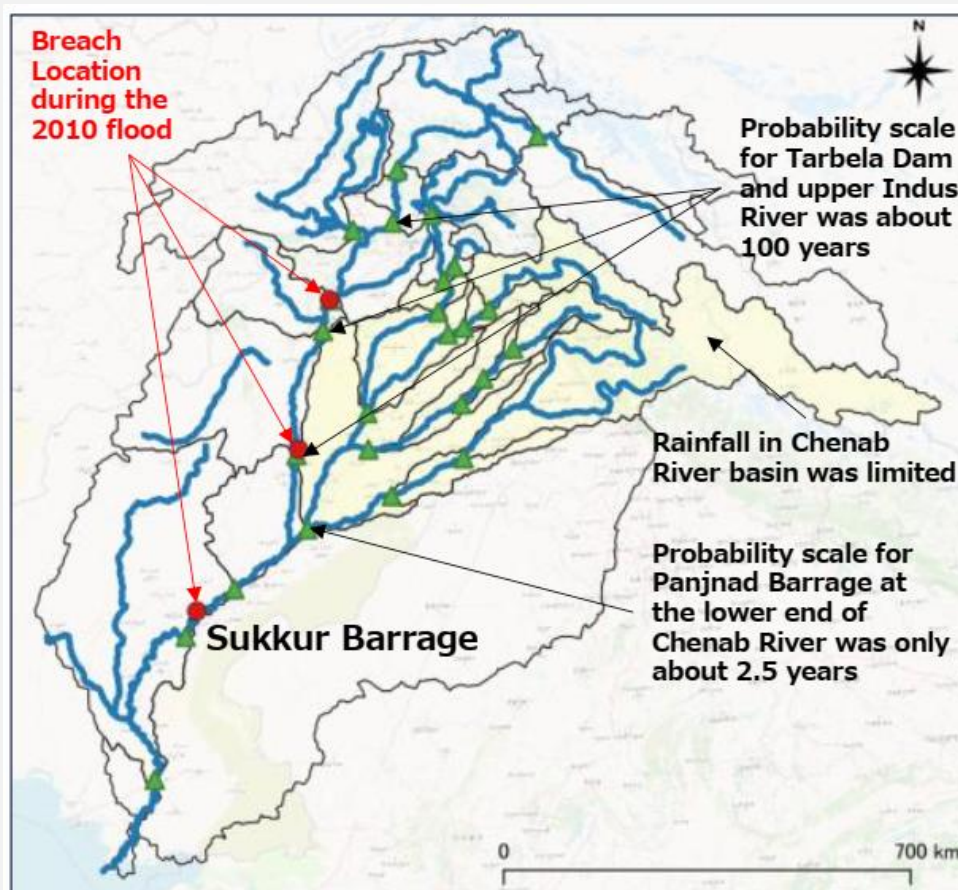 Breach
Location
during the
2010 flood
N
Probability scale
for Tarbela Dam
and upper Indus
River was about
100 years
Rainfall in Chenab
River basin was limited
Probability scale for
Panjnad Barrage at
the lower end of
Chenab River was only
about 2.5 years
Sukkur Barrage
0
700 km